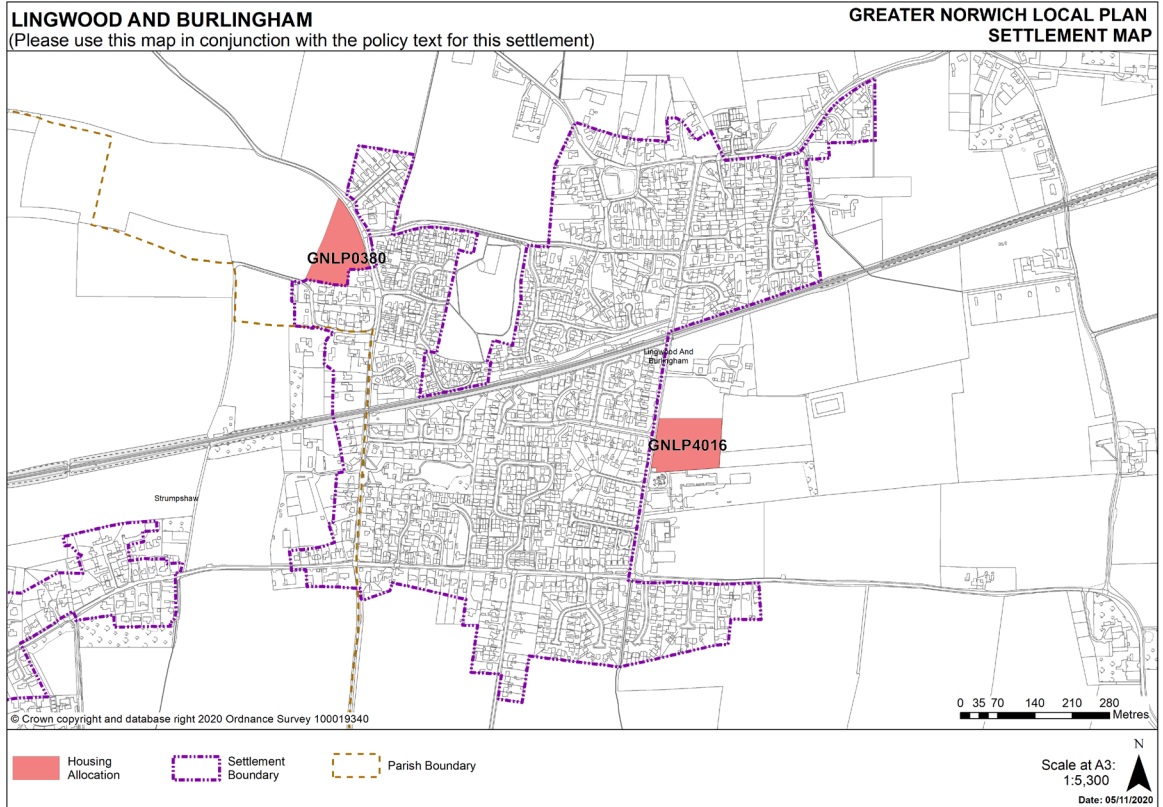 LINGWOOD AND BURLINGHAM
(Please use this map in conjunction with the policy text for this settlement)
GREATER NORWICH LOCAL PLAN
SETTLEMENT MAP
GNLP0380
Lingwood And
Burlingham
GNLP4016
Strumpshaw
© Crown copyright and database right 2020 Ordnance Survey 100019340
0 35 70 140 210 280
Metres
Housing
Allocation
Settlement
Boundary
Parish Boundary
N
Scale at A3:
1:5,300
Date: 05/11/2020